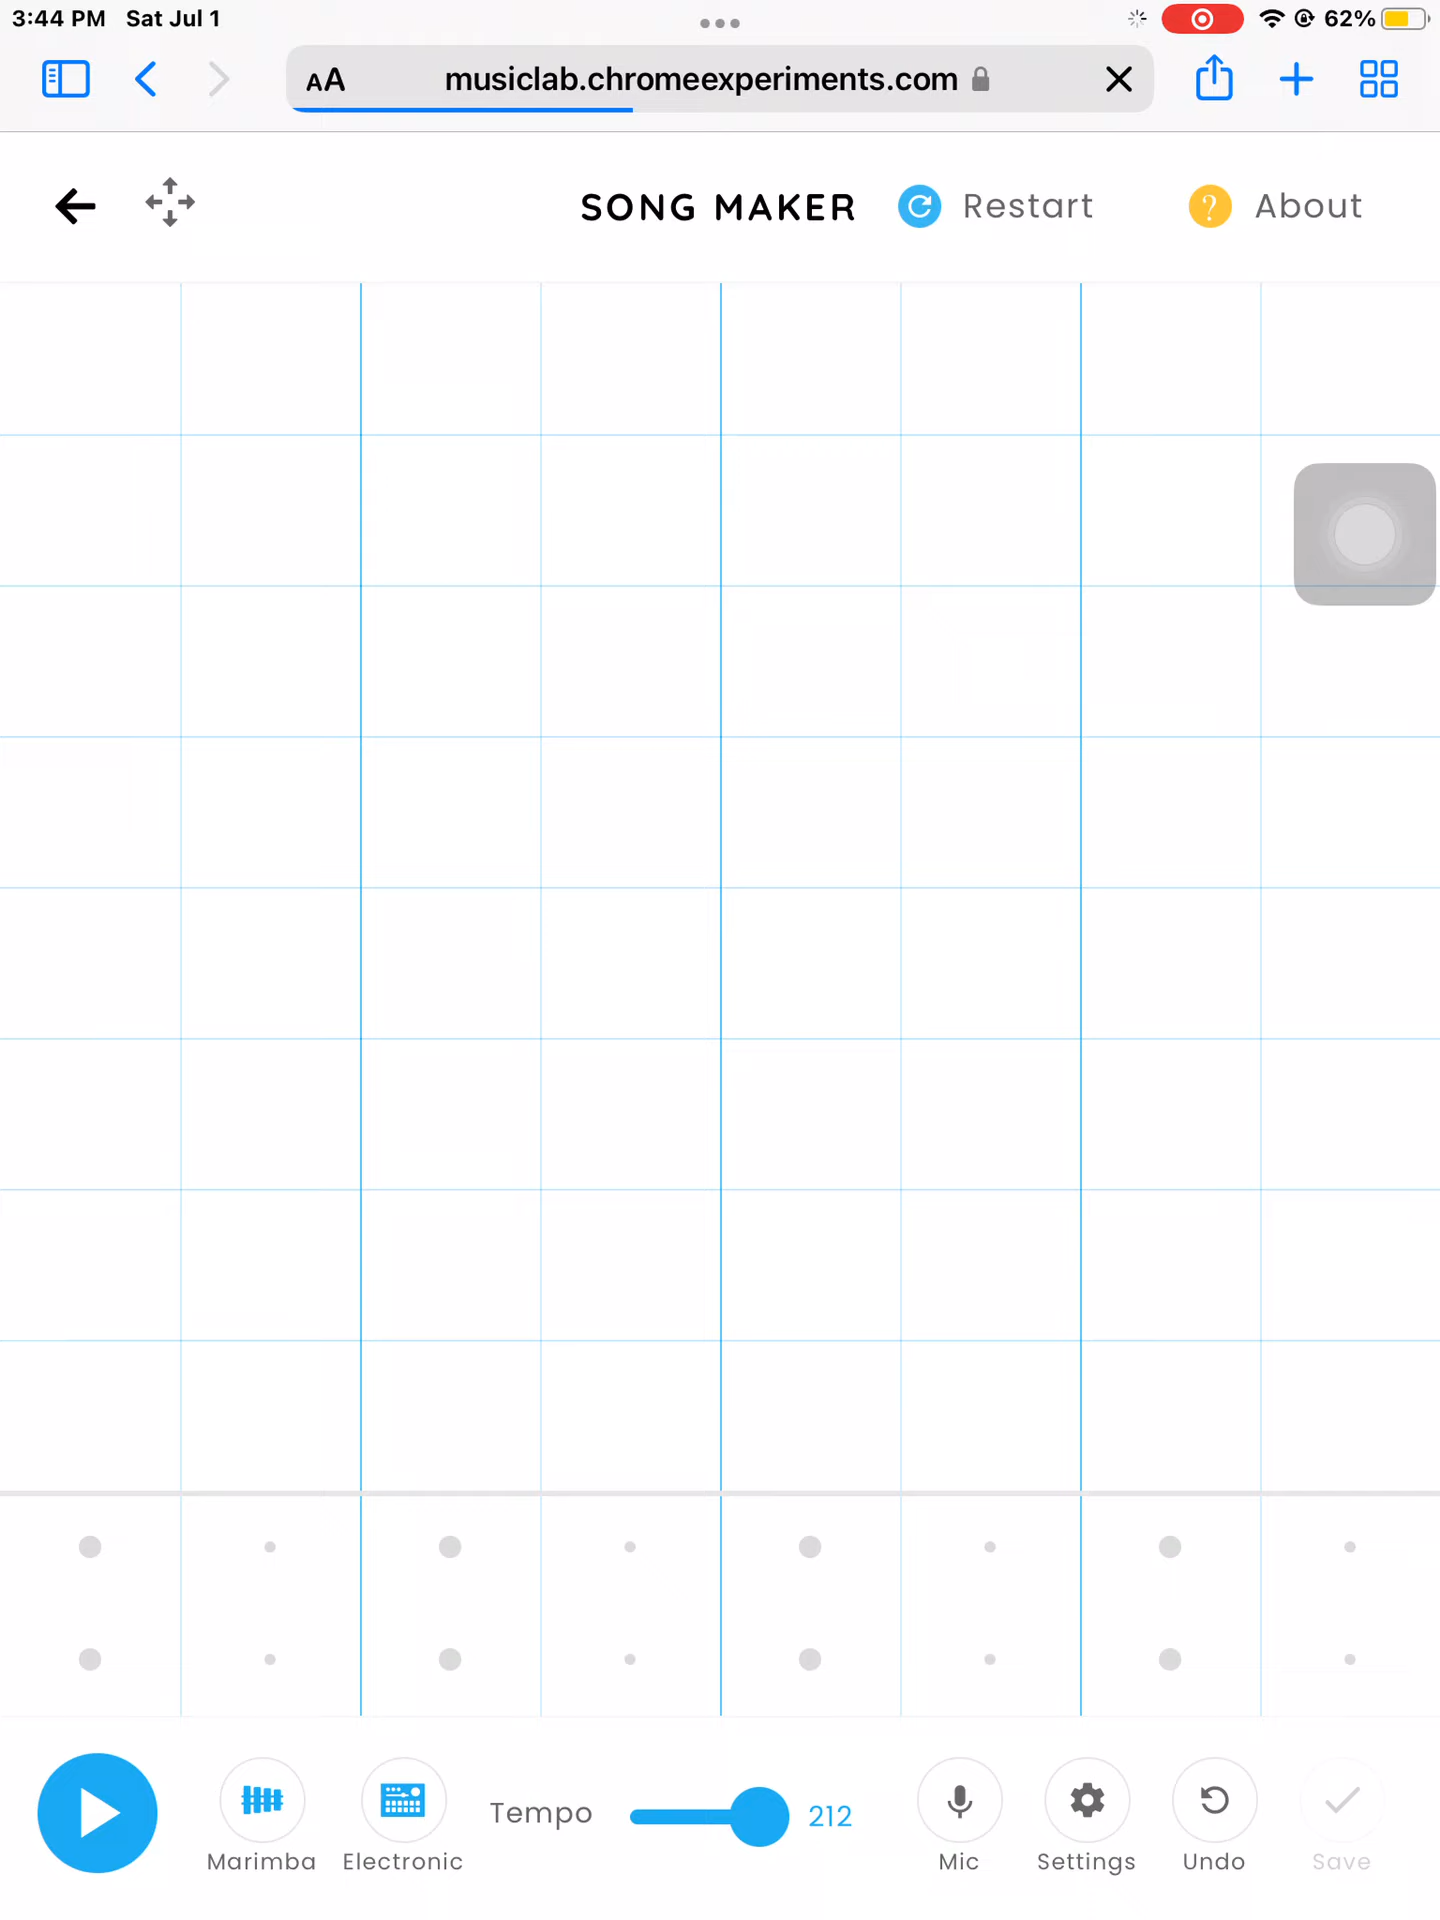 3:44 PM Sat Jul 1 62%
AA musiclab.chromeexperiments.com
SONG MAKER Restart ? About
Tempo 212
Marimba Electronic Mic Settings Undo Save